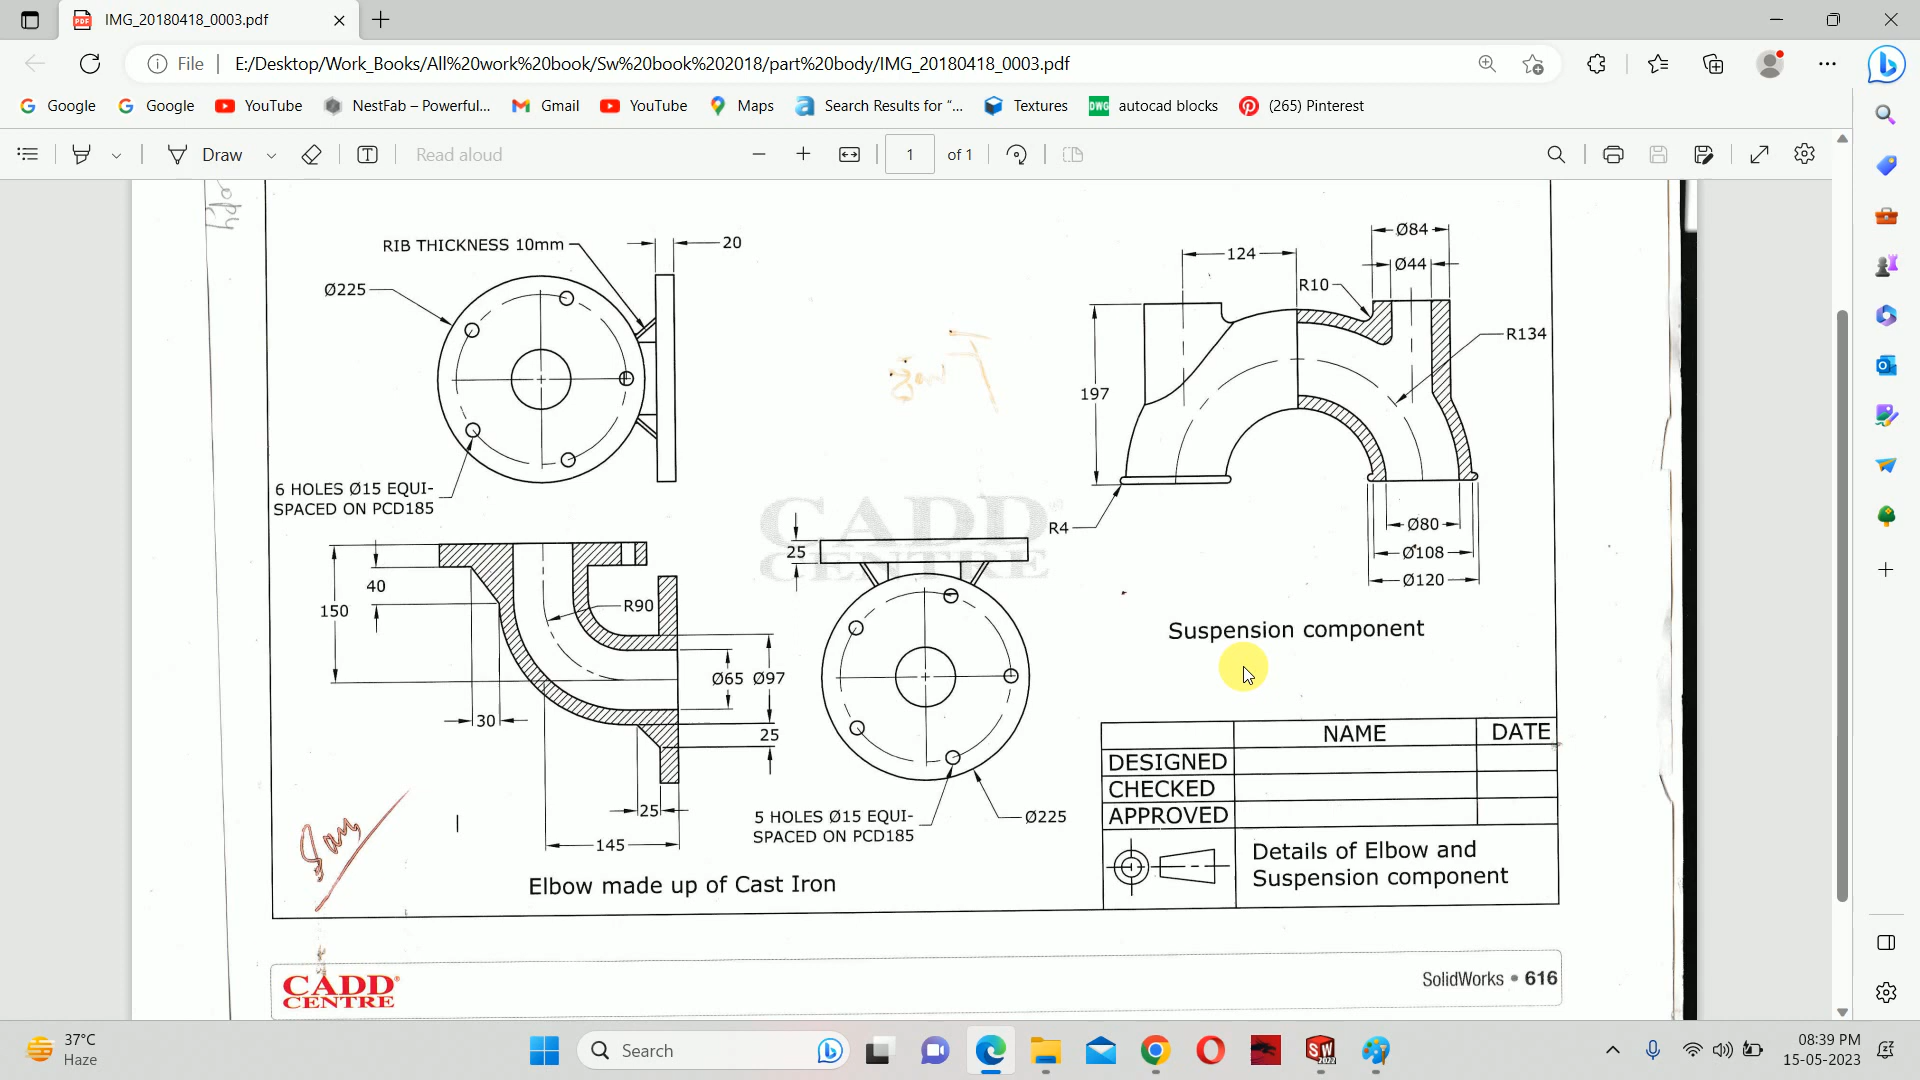 IMG_20180418_0003.pdf
File
E:/Desktop/Work_Books/All%20work%20book/Sw%20book%202018/part%20body/IMG_20180418_0003.pdf
Google
Google
YouTube
NestFab – Powerful...
Gmail
YouTube
Maps
Search Results for “...
Textures
DWG
autocad blocks
(265) Pinterest
Draw
Read aloud
1
of 1
RIB THICKNESS 10mm
20
Ø225
6 HOLES Ø15 EQUI-
SPACED ON PCD185
124
Ø84
Ø44
R10
R134
197
R4
Ø80
Ø108
Ø120
Suspension component
CADD
CENTRE
150
40
R90
30
Ø65
Ø97
25
25
145
25
5 HOLES Ø15 EQUI-
SPACED ON PCD185
Ø225
Elbow made up of Cast Iron
NAME
DATE
DESIGNED
CHECKED
APPROVED
Details of Elbow and
Suspension component
CADD
CENTRE
SolidWorks • 616
37°C
Haze
Search
SW
2022
08:39 PM
15-05-2023